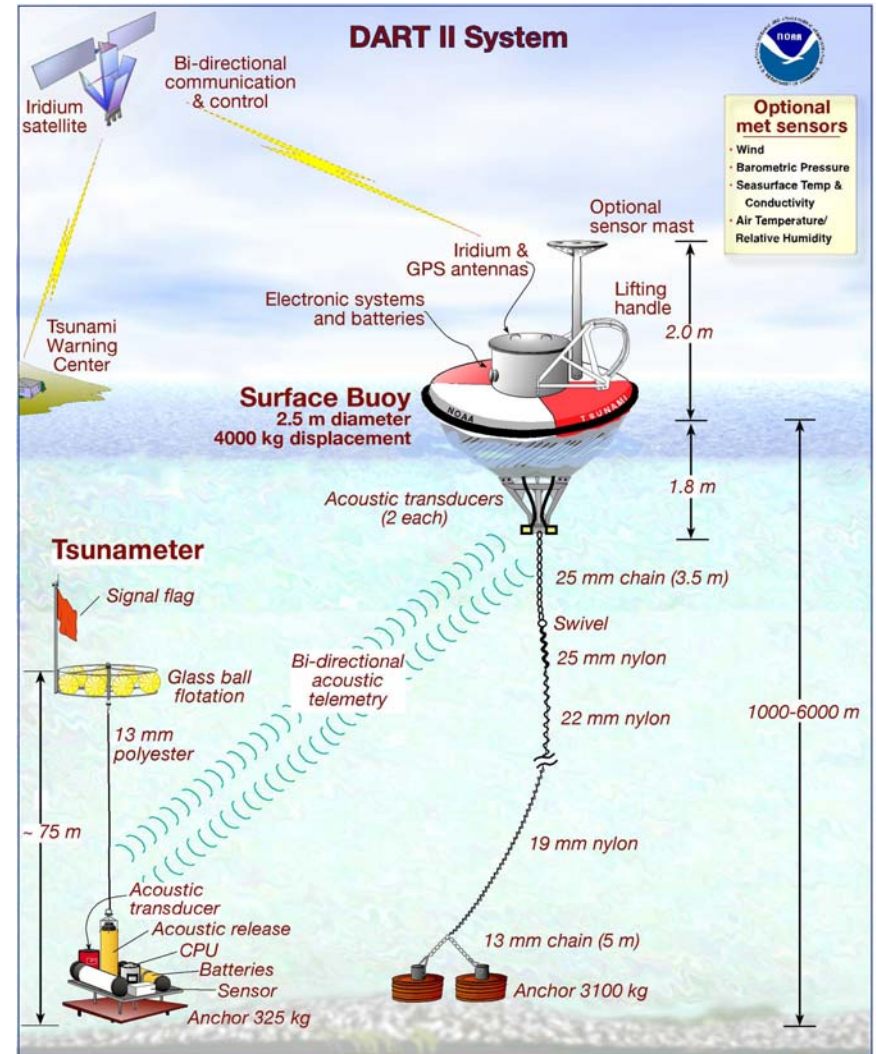 DART II System
NOAA
Bi-directional
communication
& control
Iridium
satellite
Optional
met sensors
• Wind
• Barometric Pressure
• Seasurface Temp &
Conductivity
• Air Temperature/
Relative Humidity
Optional
sensor mast
Iridium &
GPS antennas
Electronic systems
and batteries
Lifting
handle
2.0 m
Tsunami
Warning
Center
Surface Buoy
2.5 m diameter
4000 kg displacement
NOAA
TSUNAMI
1.8 m
Acoustic transducers
(2 each)
Tsunameter
Signal flag
25 mm chain (3.5 m)
Swivel
Glass ball
flotation
Bi-directional
acoustic
telemetry
25 mm nylon
22 mm nylon
1000-6000 m
13 mm
polyester
~ 75 m
19 mm nylon
Acoustic
transducer
Acoustic release
CPU
Batteries
Sensor
Anchor 325 kg
13 mm chain (5 m)
Anchor 3100 kg